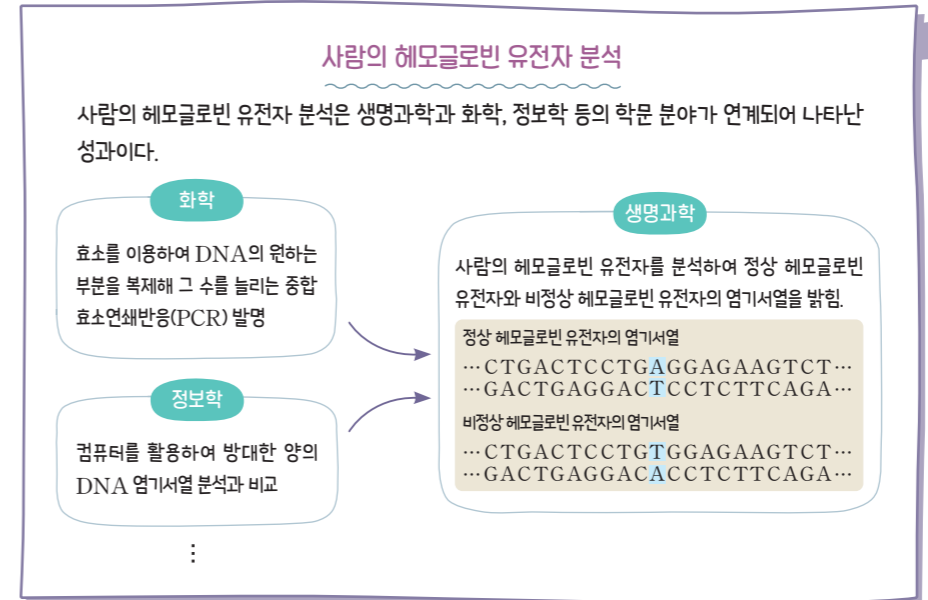 사람의 헤모글로빈 유전자 분석
사람의 헤모글로빈 유전자 분석은 생명과학과 화학, 정보학 등의 학문 분야가 연계되어 나타난
성과이다.
화학
효소를 이용하여 DNA의 원하는
부분을 복제해 그 수를 늘리는 중합
효소연쇄반응(PCR) 발명
정보학
컴퓨터를 활용하여 방대한 양의
DNA 염기서열 분석과 비교
⋮
생명과학
사람의 헤모글로빈 유전자를 분석하여 정상 헤모글로빈
유전자와 비정상 헤모글로빈 유전자의 염기서열을 밝힘.
정상 헤모글로빈 유전자의 염기서열
…CTGACTCCTGAGGAGAAGTCT…
…GACTGAGGACTCCTCTTCAGA…
비정상 헤모글로빈 유전자의 염기서열
…CTGACTCCTGTGGAGAAGTCT…
…GACTGAGGACACCTCTTCAGA…